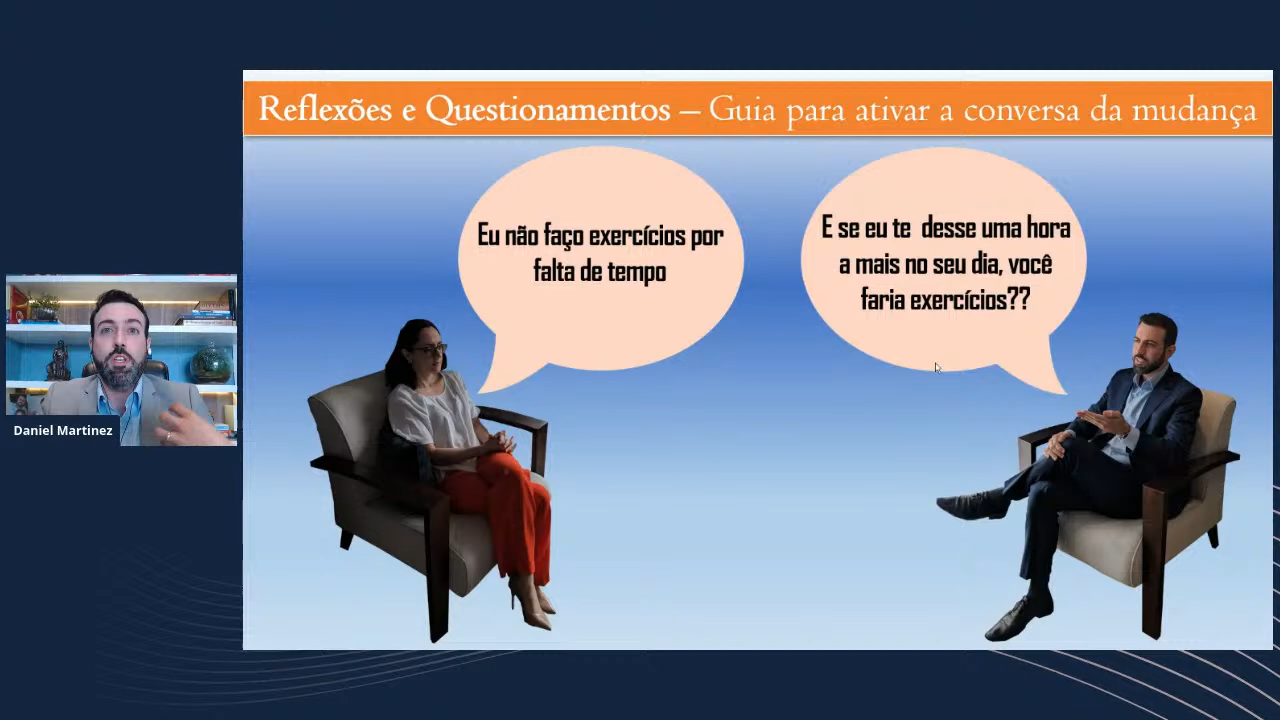 Reflexões e Questionamentos – Guia para ativar a conversa da mudança
Eu não faço exercícios por
falta de tempo
E se eu te desse uma hora
a mais no seu dia, você
faria exercícios??
Daniel Martinez